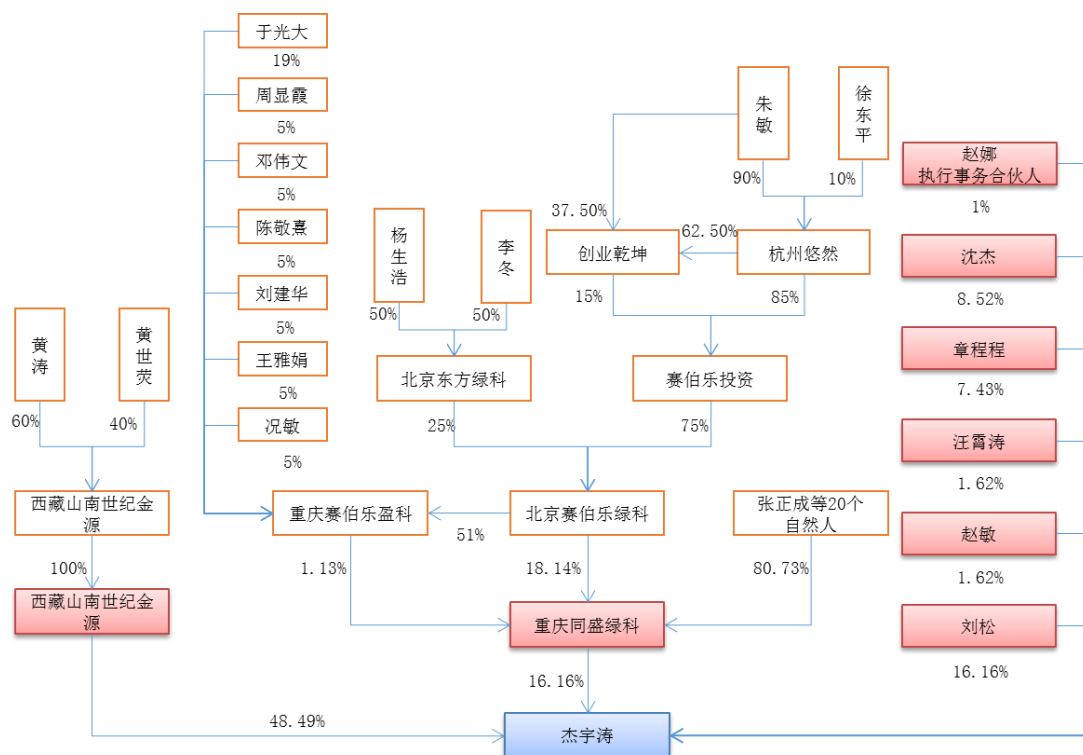 于光大
19%
周显霞
5%
邓伟文
5%
陈敬熹
5%
刘建华
5%
王雅娟
5%
况敏
5%
朱敏
徐东平
90%
10%
37.50%
62.50%
创业乾坤
杭州悠然
15%
85%
杨生浩
李冬
50%
50%
北京东方绿科
赛伯乐投资
25%
75%
黄涛
黄世荧
60%
40%
西藏山南世纪金
源
100%
西藏山南世纪金
源
48.49%
重庆赛伯乐盈科
51%
北京赛伯乐绿科
张正成等20个
自然人
1.13%
18.14%
80.73%
重庆同盛绿科
16.16%
杰宇涛
赵娜
执行事务合伙人
1%
沈杰
8.52%
章程程
7.43%
汪霄涛
1.62%
赵敏
1.62%
刘松
16.16%